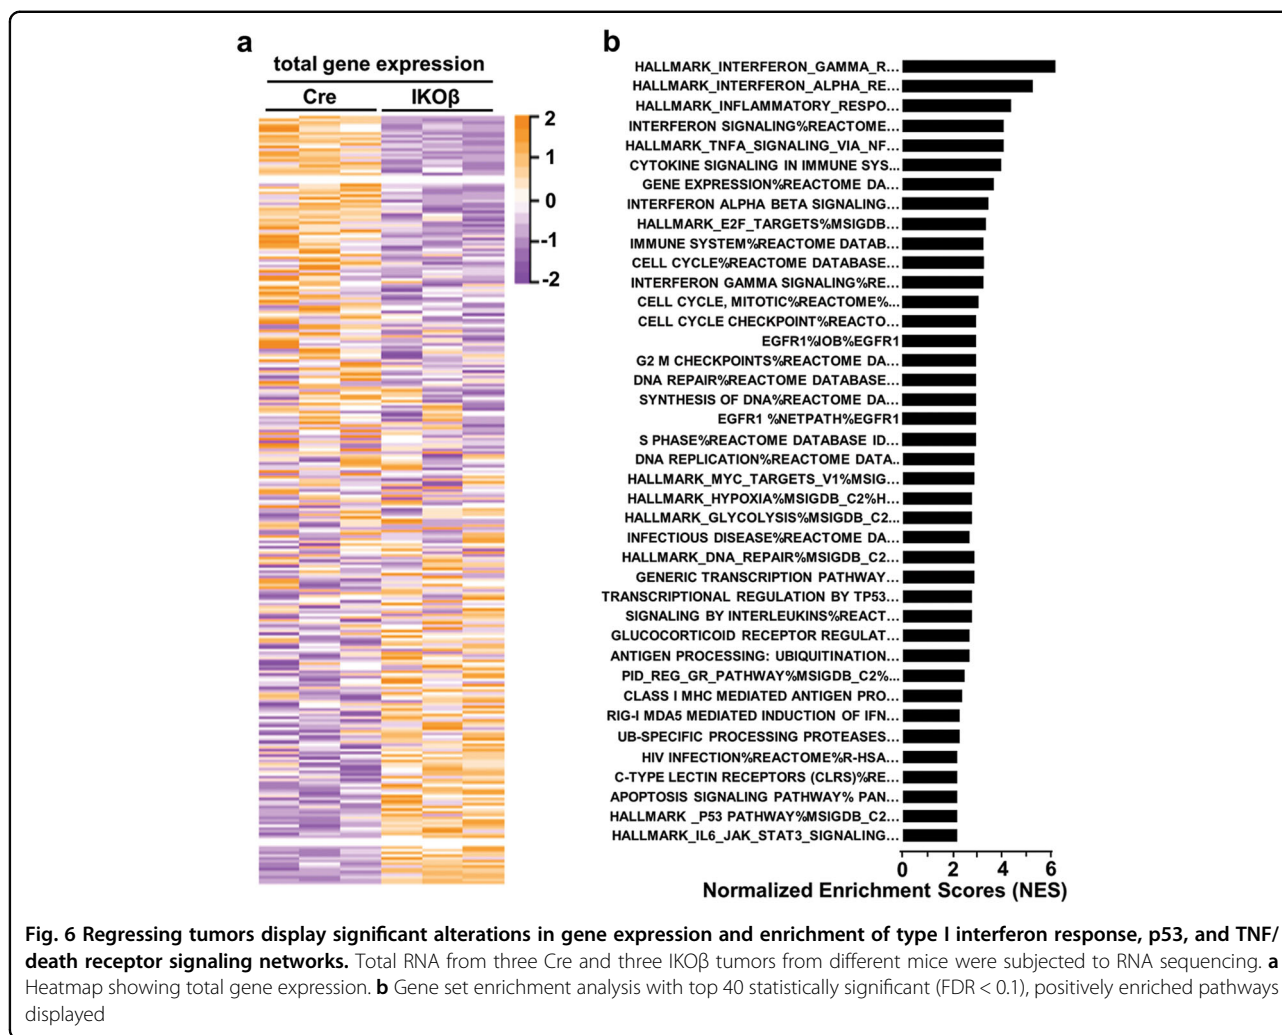 a
total gene expression
Cre
IKOβ
2
1
0
-1
-2
b
HALLMARK_INTERFERON_GAMMA_R...
HALLMARK_INTERFERON_ALPHA_RE...
HALLMARK_INFLAMMATORY_RESPO...
INTERFERON SIGNALING%REACTOME...
HALLMARK_TNFA_SIGNALING_VIA_NF...
CYTOKINE SIGNALING IN IMMUNE SYS...
GENE EXPRESSION%REACTOME DA...
INTERFERON ALPHA BETA SIGNALING...
HALLMARK_E2F_TARGETS%MSIGDB...
IMMUNE SYSTEM%REACTOME DATAB...
CELL CYCLE%REACTOME DATABASE...
INTERFERON GAMMA SIGNALING%RE...
CELL CYCLE, MITOTIC%REACTOME%...
CELL CYCLE CHECKPOINT%REACTO...
EGFR1%IOB%EGFR1
G2 M CHECKPOINTS%REACTOME DA...
DNA REPAIR%REACTOME DATABASE...
SYNTHESIS OF DNA%REACTOME DA...
EGFR1 %NETPATH%EGFR1
S PHASE%REACTOME DATABASE ID...
DNA REPLICATION%REACTOME DATA..
HALLMARK_MYC_TARGETS_V1%MSIG...
HALLMARK_HYPOXIA%MSIGDB_C2%H...
HALLMARK_GLYCOLYSIS%MSIGDB_C2...
INFECTIOUS DISEASE%REACTOME DA...
HALLMARK_DNA_REPAIR%MSIGDB_C2...
GENERIC TRANSCRIPTION PATHWAY...
TRANSCRIPTIONAL REGULATION BY TP53...
SIGNALING BY INTERLEUKINS%REACT...
GLUCOCORTICOID RECEPTOR REGULAT...
ANTIGEN PROCESSING: UBIQUITINATION...
PID_REG_GR_PATHWAY%MSIGDB_C2%...
CLASS I MHC MEDIATED ANTIGEN PRO...
RIG-I MDA5 MEDIATED INDUCTION OF IFN...
UB-SPECIFIC PROCESSING PROTEASES...
HIV INFECTION%REACTOME%R-HSA...
C-TYPE LECTIN RECEPTORS (CLRS)%RE...
APOPTOSIS SIGNALING PATHWAY% PAN...
HALLMARK _P53 PATHWAY%MSIGDB_C2...
HALLMARK_IL6_JAK_STAT3_SIGNALING...
0 2 4 6
Normalized Enrichment Scores (NES)
Fig. 6 Regressing tumors display significant alterations in gene expression and enrichment of type I interferon response, p53, and TNF/
death receptor signaling networks. Total RNA from three Cre and three IKOβ tumors from different mice were subjected to RNA sequencing. a
Heatmap showing total gene expression. b Gene set enrichment analysis with top 40 statistically significant (FDR < 0.1), positively enriched pathways
displayed